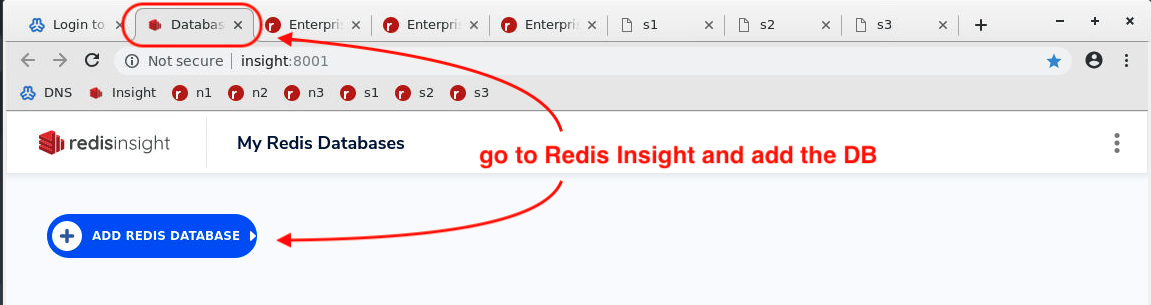 Login to
Databas
Enterpris
Enterpris
Enterpris
s1
s2
s3
Not secure | insight:8001
DNS Insight n1 n2 n3 s1 s2 s3
redisinsight My Redis Databases
go to Redis Insight and add the DB
ADD REDIS DATABASE